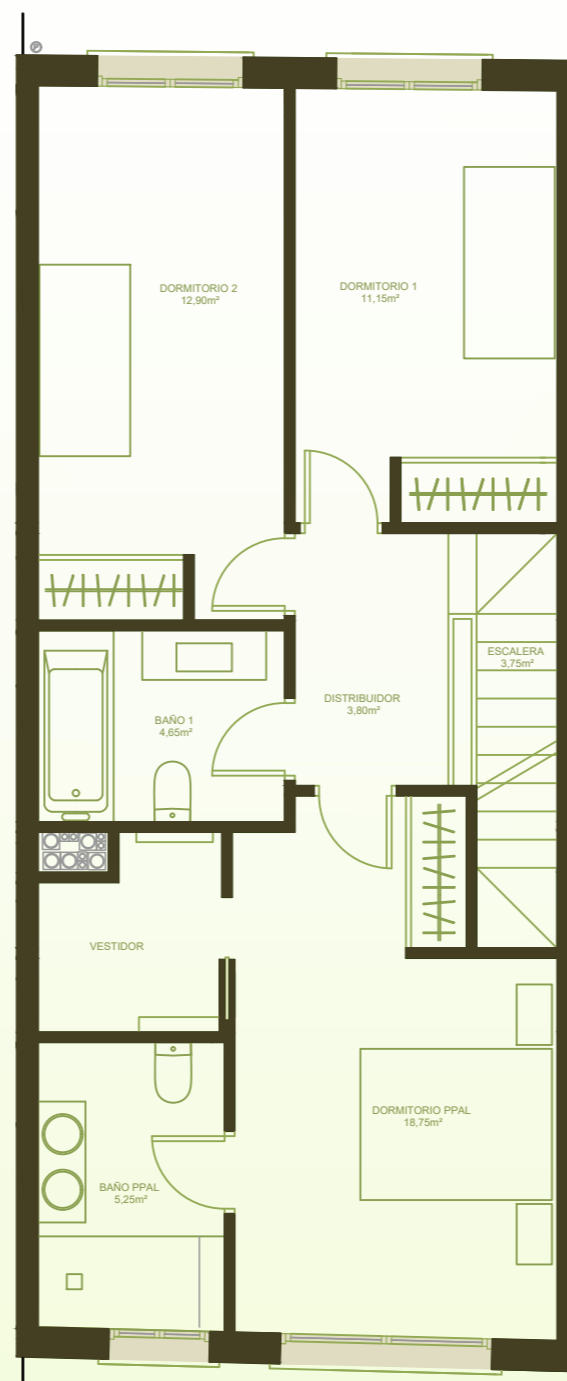 DORMITORIO 2
12,90m²
DORMITORIO 1
11,15m²
ESCALERA
3,75m²
DISTRIBUIDOR
3,80m²
BAÑO 1
4,65m²
VESTIDOR
DORMITORIO PPAL
18,75m²
BAÑO PPAL
5,25m²